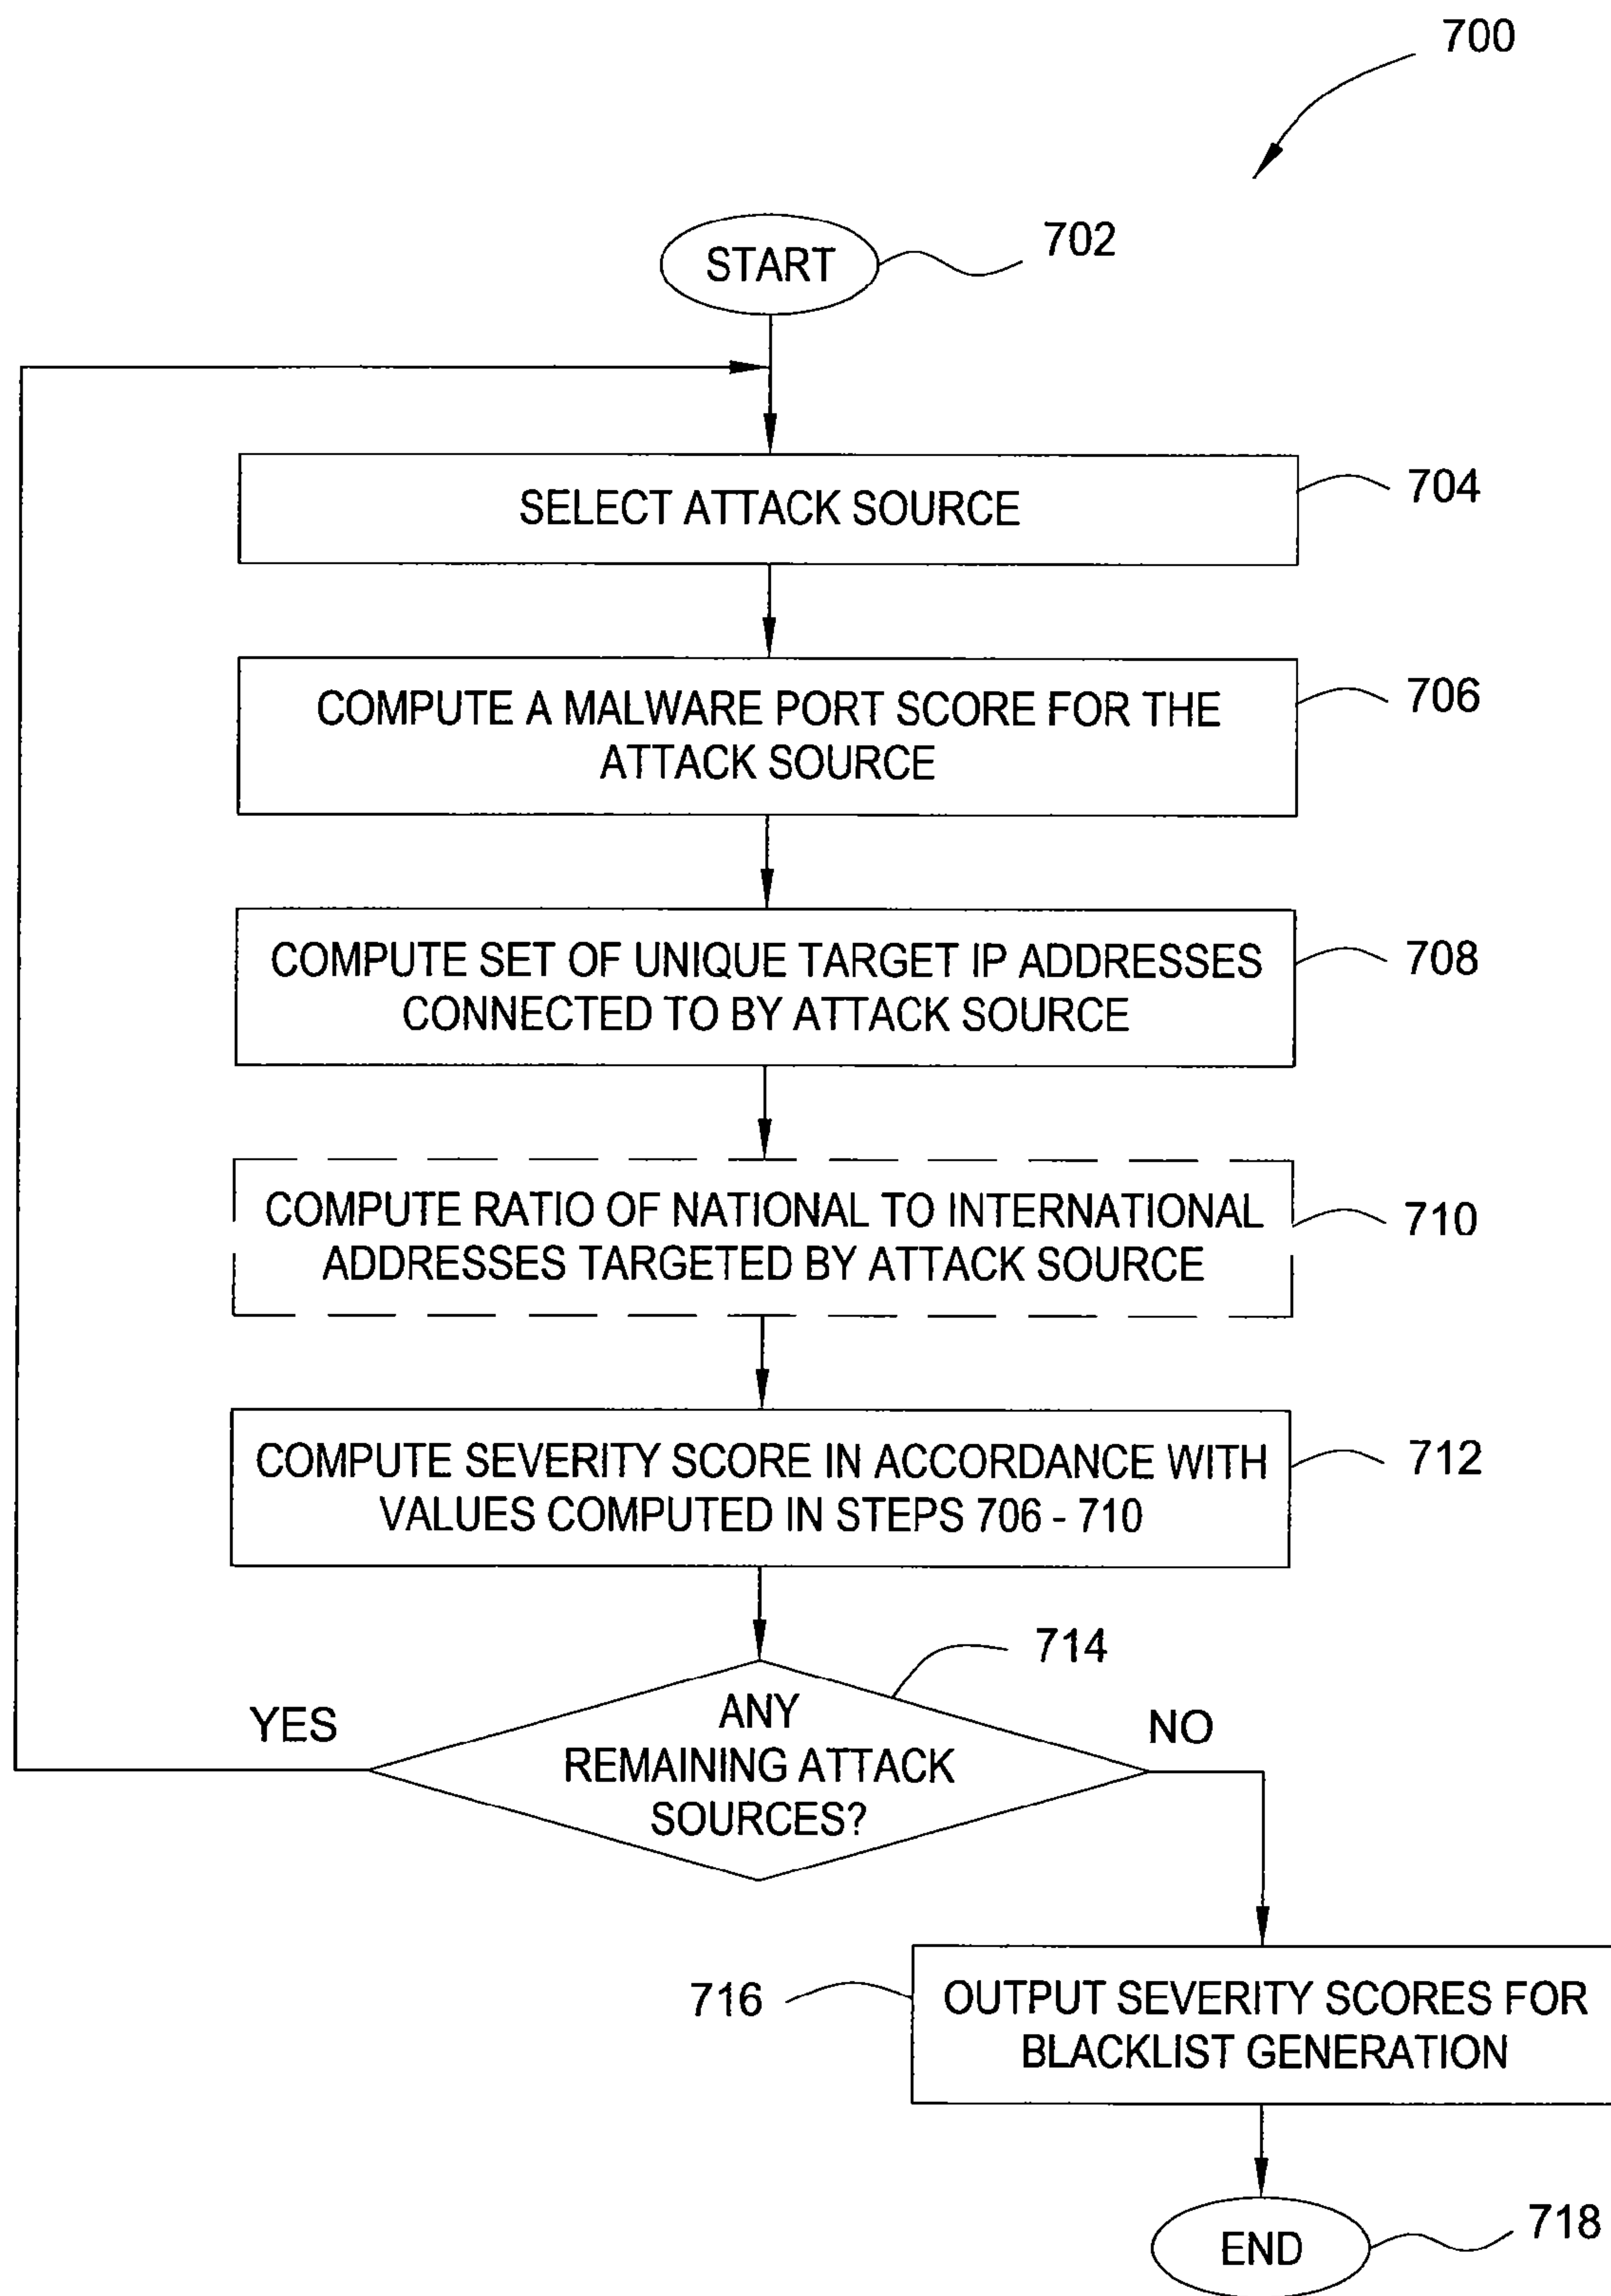 700
START
702
SELECT ATTACK SOURCE
704
COMPUTE A MALWARE PORT SCORE FOR THE
ATTACK SOURCE
706
COMPUTE SET OF UNIQUE TARGET IP ADDRESSES
CONNECTED TO BY ATTACK SOURCE
708
COMPUTE RATIO OF NATIONAL TO INTERNATIONAL
ADDRESSES TARGETED BY ATTACK SOURCE
710
COMPUTE SEVERITY SCORE IN ACCORDANCE WITH
VALUES COMPUTED IN STEPS 706 - 710
712
714
YES
ANY
REMAINING ATTACK
SOURCES?
NO
716
OUTPUT SEVERITY SCORES FOR
BLACKLIST GENERATION
END
718